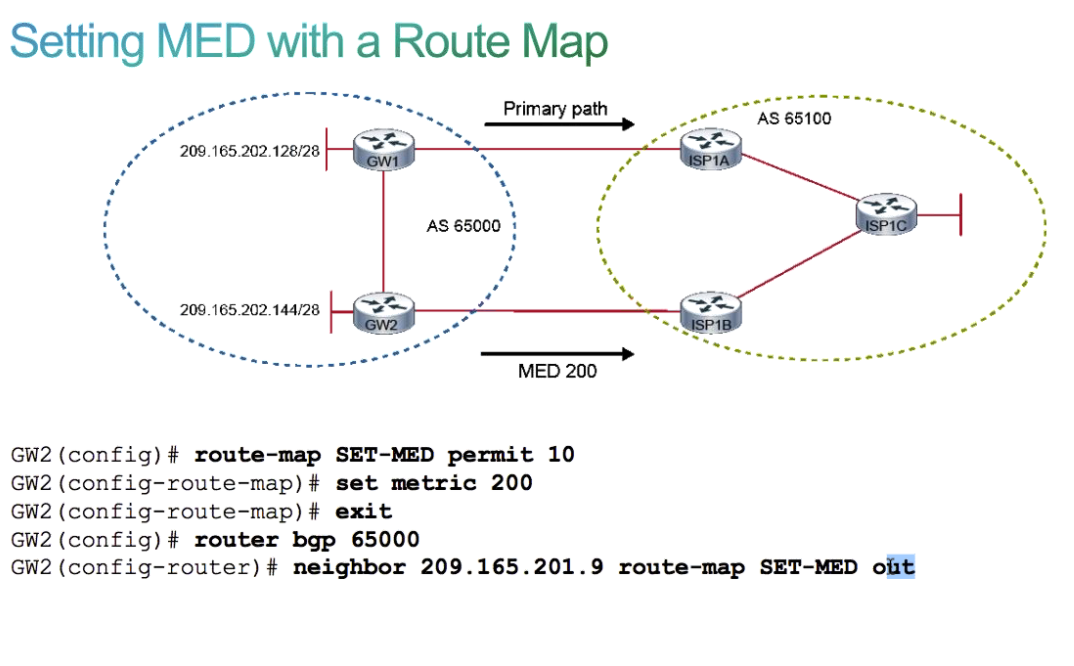 Setting MED with a Route Map
Primary path
AS 65100
209.165.202.128/28
GW1
ISP1A
AS 65000
ISP1C
209.165.202.144/28
GW2
ISP1B
MED 200
GW2(config)# route-map SET-MED permit 10
GW2(config-route-map)# set metric 200
GW2(config-route-map)# exit
GW2(config)# router bgp 65000
GW2(config-router)# neighbor 209.165.201.9 route-map SET-MED out